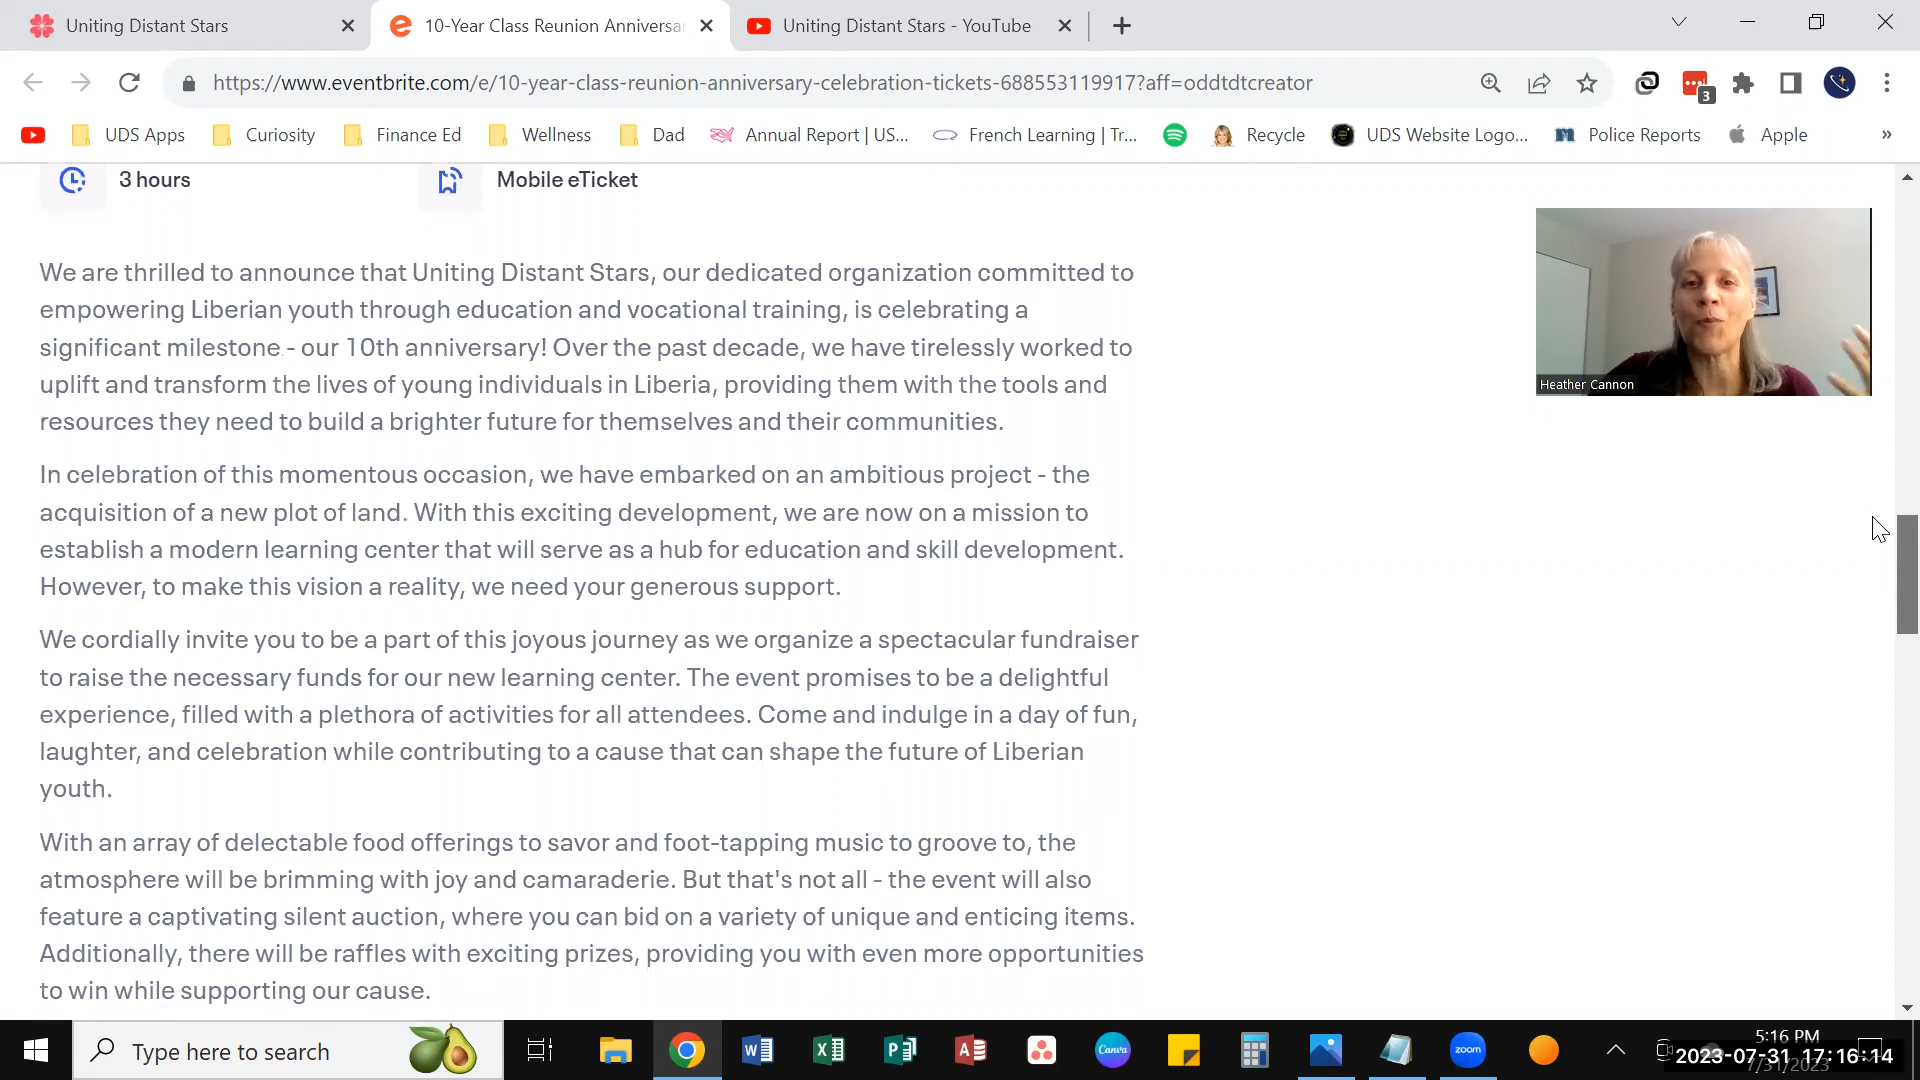 Uniting Distant Stars
10-Year Class Reunion Anniversar
Uniting Distant Stars - YouTube
https://www.eventbrite.com/e/10-year-class-reunion-anniversary-celebration-tickets-688553119917?aff=oddtdtcreator
3
UDS Apps
Curiosity
Finance Ed
Wellness
Dad
Annual Report | US...
French Learning | Tr...
Recycle
UDS Website Logo...
Police Reports
Apple
»
3 hours
Mobile eTicket
We are thrilled to announce that Uniting Distant Stars, our dedicated organization committed to
empowering Liberian youth through education and vocational training, is celebrating a
significant milestone - our 10th anniversary! Over the past decade, we have tirelessly worked to
uplift and transform the lives of young individuals in Liberia, providing them with the tools and
resources they need to build a brighter future for themselves and their communities.
Heather Cannon
In celebration of this momentous occasion, we have embarked on an ambitious project - the
acquisition of a new plot of land. With this exciting development, we are now on a mission to
establish a modern learning center that will serve as a hub for education and skill development.
However, to make this vision a reality, we need your generous support.
We cordially invite you to be a part of this joyous journey as we organize a spectacular fundraiser
to raise the necessary funds for our new learning center. The event promises to be a delightful
experience, filled with a plethora of activities for all attendees. Come and indulge in a day of fun,
laughter, and celebration while contributing to a cause that can shape the future of Liberian
youth.
With an array of delectable food offerings to savor and foot-tapping music to groove to, the
atmosphere will be brimming with joy and camaraderie. But that's not all - the event will also
feature a captivating silent auction, where you can bid on a variety of unique and enticing items.
Additionally, there will be raffles with exciting prizes, providing you with even more opportunities
to win while supporting our cause.
Type here to search
Canva
zoom
5:16 PM
7/31/2023
2023-07-31 17:16:14